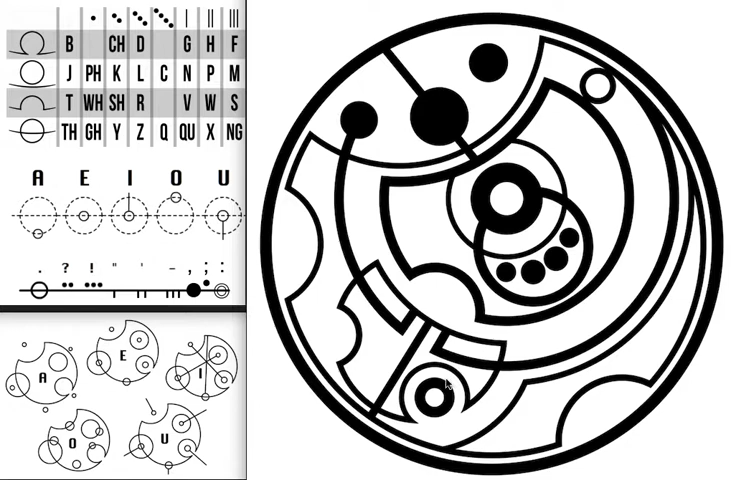 B CH D G H F
J PH K L C N P M
T WH SH R V W S
TH GH Y Z Q QU X NG
A E I O U
. ? ! " ' - , ; :
A E I
O U